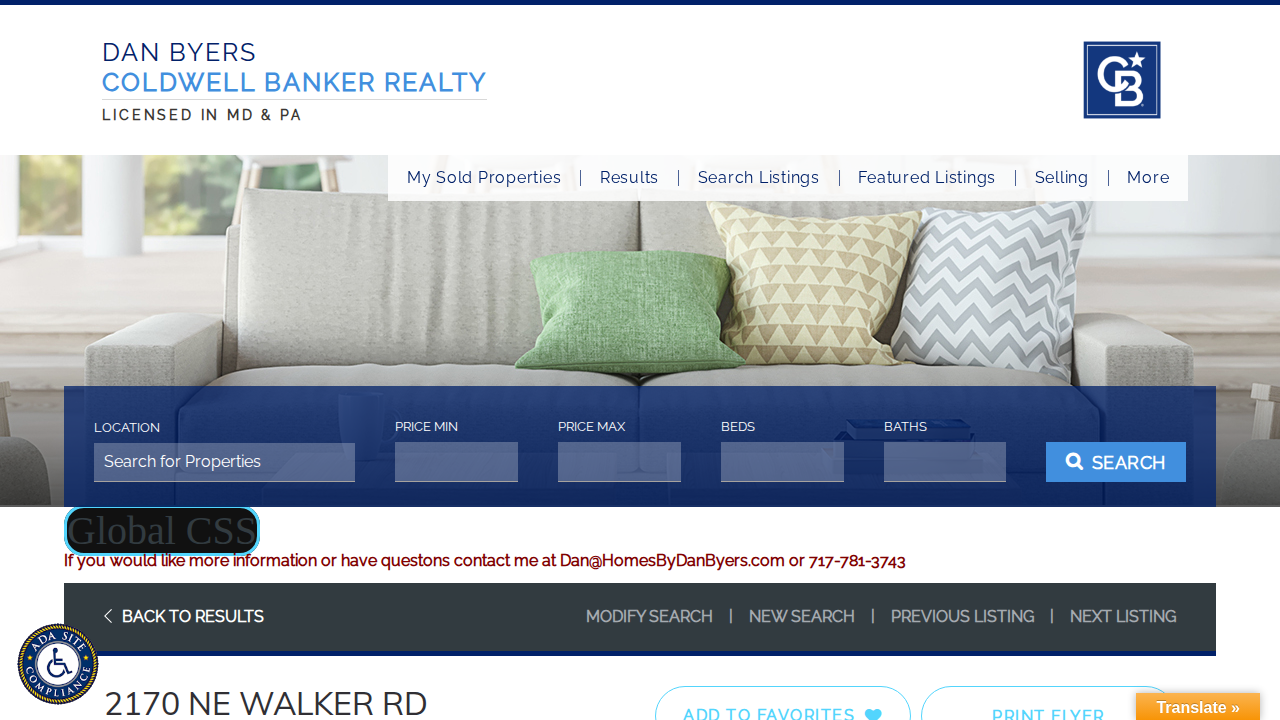 DAN BYERS
COLDWELL BANKER REALTY
LICENSED IN MD & PA
CB
My Sold Properties | Results | Search Listings | Featured Listings | Selling | More
LOCATION PRICE MIN PRICE MAX BEDS BATHS
Search for Properties SEARCH
Global CSS
If you would like more information or have questons contact me at Dan@HomesByDanByers.com or 717-781-3743
BACK TO RESULTS MODIFY SEARCH | NEW SEARCH | PREVIOUS LISTING | NEXT LISTING
ADA SITE COMPLIANCE
2170 NE WALKER RD
ADD TO FAVORITES PRINT FLYER
Translate »